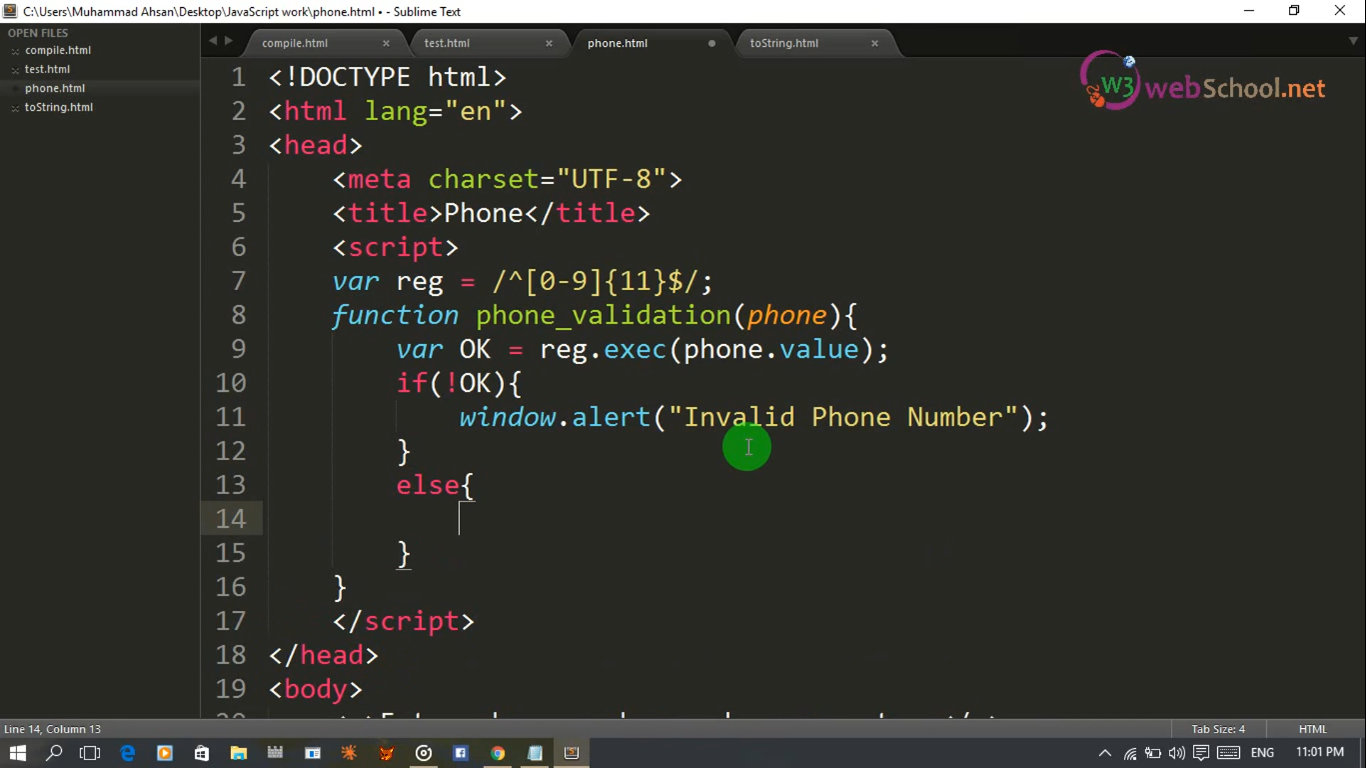 C:\Users\Muhammad Ahsan\Desktop\JavaScript work\phone.html • - Sublime Text
OPEN FILES
compile.html
test.html
phone.html
toString.html
compile.html × test.html × phone.html • toString.html ×
W3webSchool.net
1 <!DOCTYPE html>
2 <html lang="en">
3 <head>
4 <meta charset="UTF-8">
5 <title>Phone</title>
6 <script>
7 var reg = /^[0-9]{11}$/;
8 function phone_validation(phone){
9 var OK = reg.exec(phone.value);
10 if(!OK){
11 window.alert("Invalid Phone Number");
12 }
13 else{
14
15 }
16 }
17 </script>
18 </head>
19 <body>
Line 14, Column 13 Tab Size: 4 HTML
ENG 11:01 PM